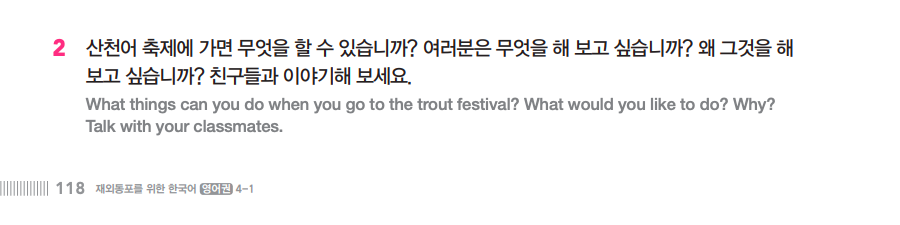 2 산천어 축제에 가면 무엇을 할 수 있습니까? 여러분은 무엇을 해 보고 싶습니까? 왜 그것을 해
보고 싶습니까? 친구들과 이야기해 보세요.
What things can you do when you go to the trout festival? What would you like to do? Why?
Talk with your classmates.
118 재외동포를 위한 한국어 영어권 4-1